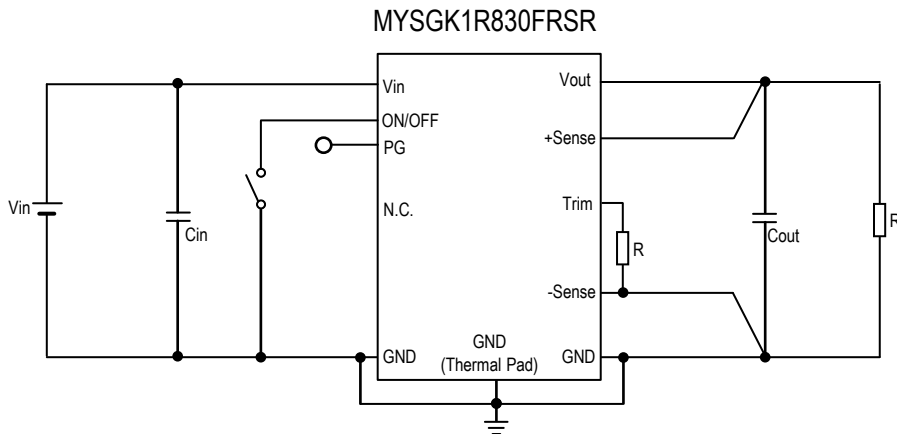 MYSGK1R830FRSR
Vin
Vout
ON/OFF
+Sense
PG
Vin
Cin
N.C.
Trim
R
Cout
R
-Sense
GND
GND
(Thermal Pad)
GND